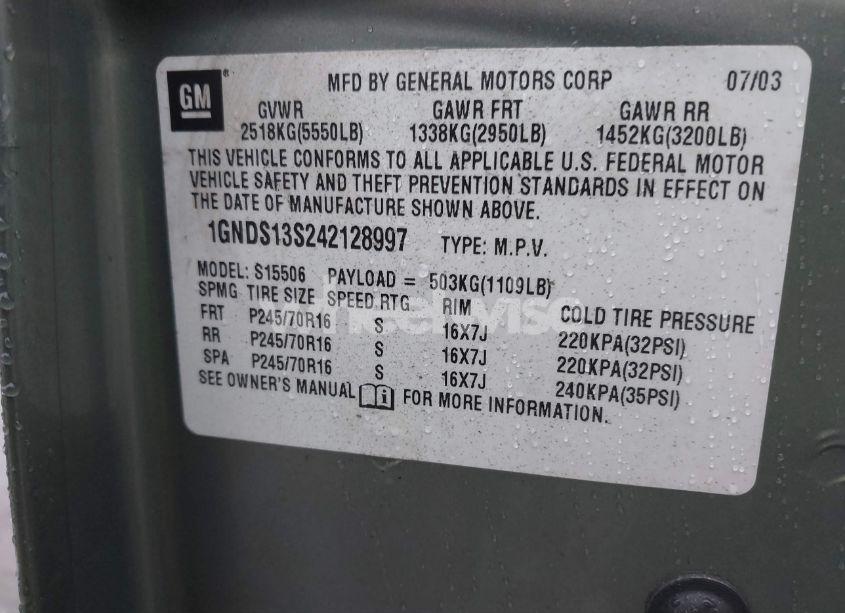 GM® MFD BY GENERAL MOTORS CORP 07/03
GVWR GAWR FRT GAWR RR
2518KG(5550LB) 1338KG(2950LB) 1452KG(3200LB)
THIS VEHICLE CONFORMS TO ALL APPLICABLE U.S. FEDERAL MOTOR
VEHICLE SAFETY AND THEFT PREVENTION STANDARDS IN EFFECT ON
THE DATE OF MANUFACTURE SHOWN ABOVE.
1GNDS13S242128997 TYPE: M.P.V.
MODEL: S15506 PAYLOAD = 503KG(1109LB)
SPMG TIRE SIZE SPEED RTG RIM COLD TIRE PRESSURE
FRT P245/70R16 S 16X7J 220KPA(32PSI)
RR P245/70R16 S 16X7J 220KPA(32PSI)
SPA P245/70R16 S 16X7J 240KPA(35PSI)
SEE OWNER'S MANUAL FOR MORE INFORMATION.